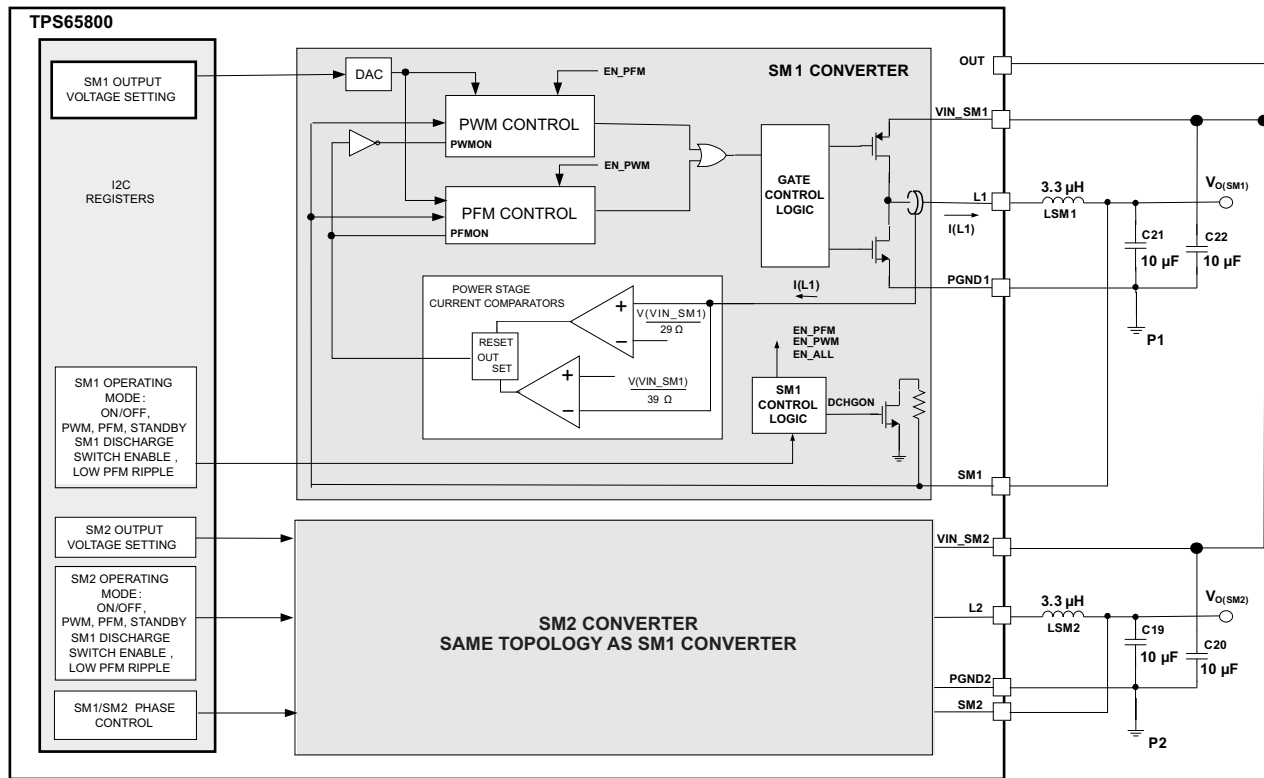 TPS65800
SM1 OUTPUT
VOLTAGE SETTING
I2C
REGISTERS
SM1 OPERATING
MODE :
ON/OFF,
PWM, PFM, STANDBY
SM1 DISCHARGE
SWITCH ENABLE ,
LOW PFM RIPPLE
SM2 OUTPUT
VOLTAGE SETTING
SM2 OPERATING
MODE :
ON/OFF,
PWM, PFM, STANDBY
SM1 DISCHARGE
SWITCH ENABLE ,
LOW PFM RIPPLE
SM1/SM2 PHASE
CONTROL
DAC
EN_PFM
SM1 CONVERTER
PWM CONTROL
PWMON
EN_PWM
PFM CONTROL
PFMON
GATE
CONTROL
LOGIC
POWER STAGE
CURRENT COMPARATORS
RESET
OUT
SET
+
−
V(VIN_SM1)
29 Ω
+
−
V(VIN_SM1)
39 Ω
I(L1)
EN_PFM
EN_PWM
EN_ALL
SM1
CONTROL
LOGIC
DCHGON
SM2 CONVERTER
SAME TOPOLOGY AS SM1 CONVERTER
OUT
VIN_SM1
L1
I(L1)
PGND1
SM1
VIN_SM2
L2
PGND2
SM2
3.3 µH
LSM1
VO(SM1)
C21
10 µF
C22
10 µF
P1
3.3 µH
LSM2
VO(SM2)
C19
10 µF
C20
10 µF
P2